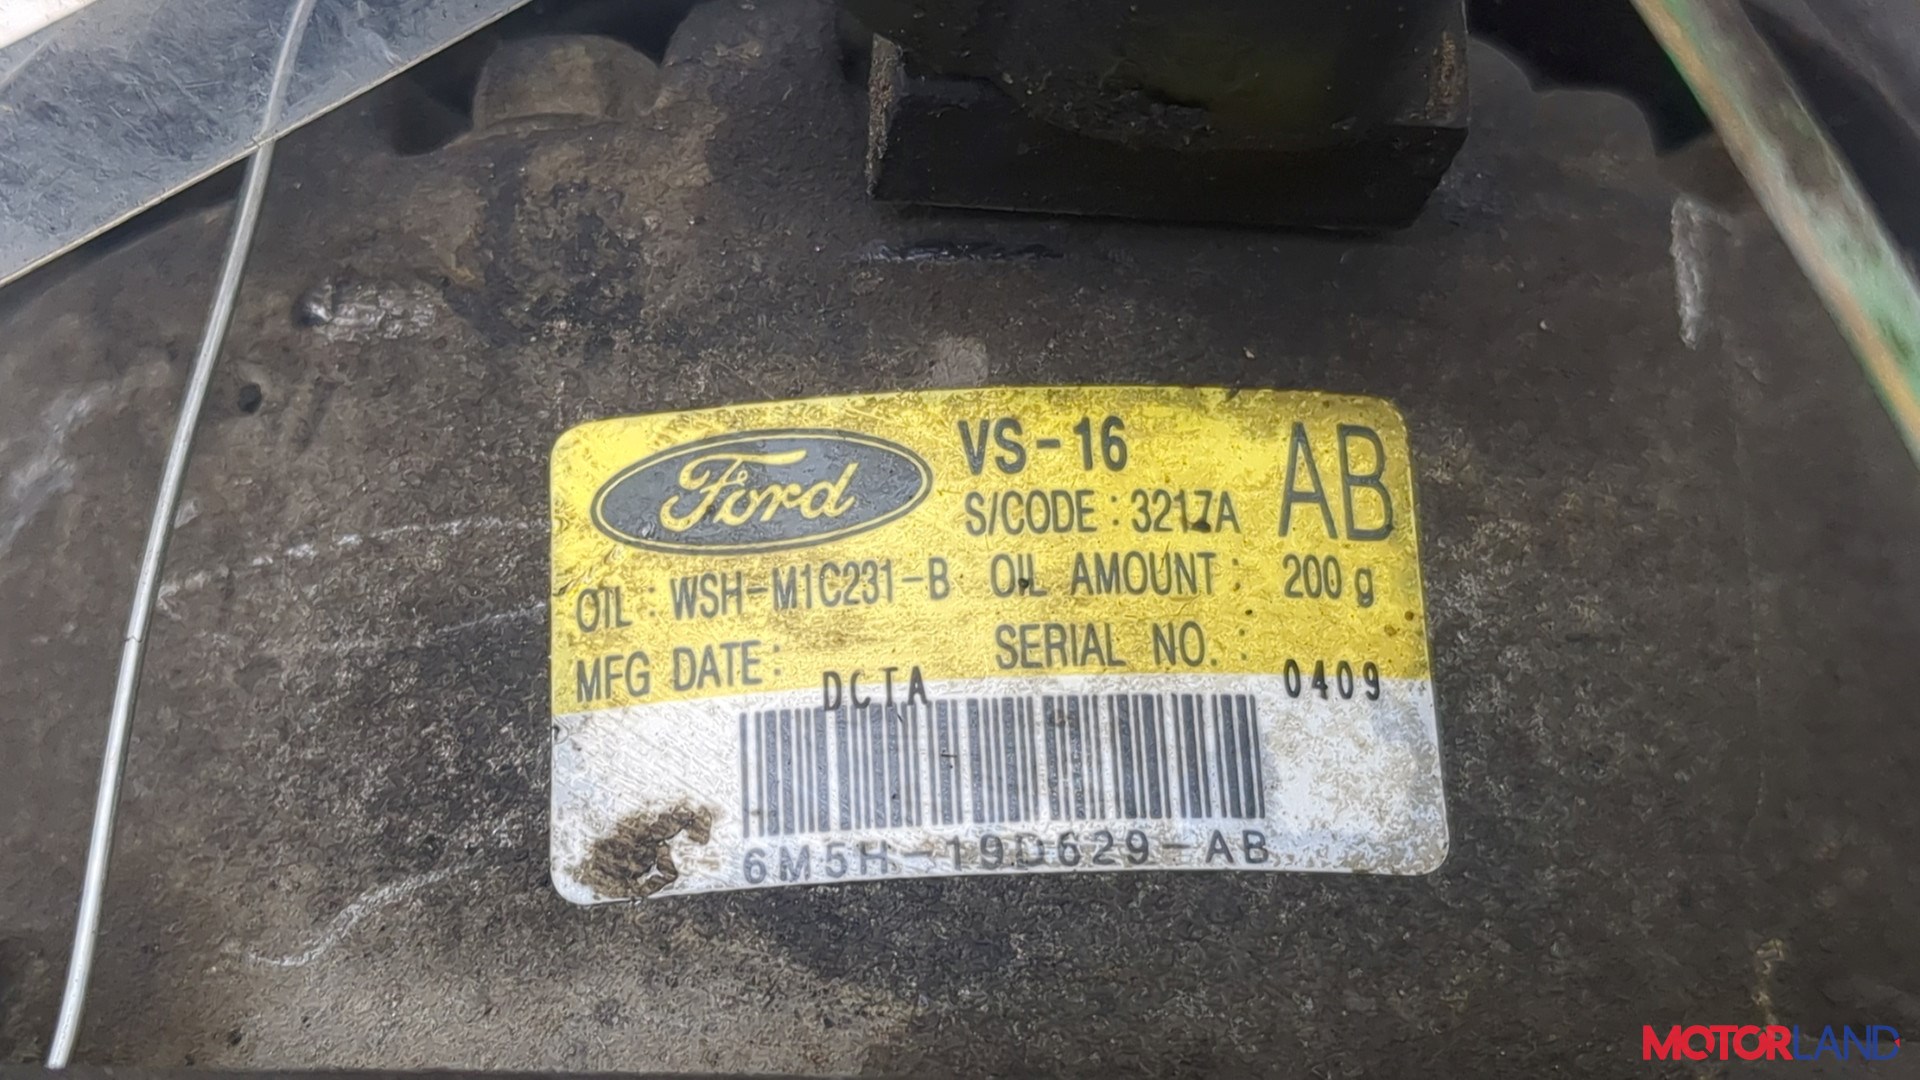 Ford VS-16 AB
S/CODE : 3217A
OIL : WSH-M1C231-B OIL AMOUNT : 200 g
MFG DATE : SERIAL NO. :
DCTA 0409
6M5H-19D629-AB
MOTORLAND